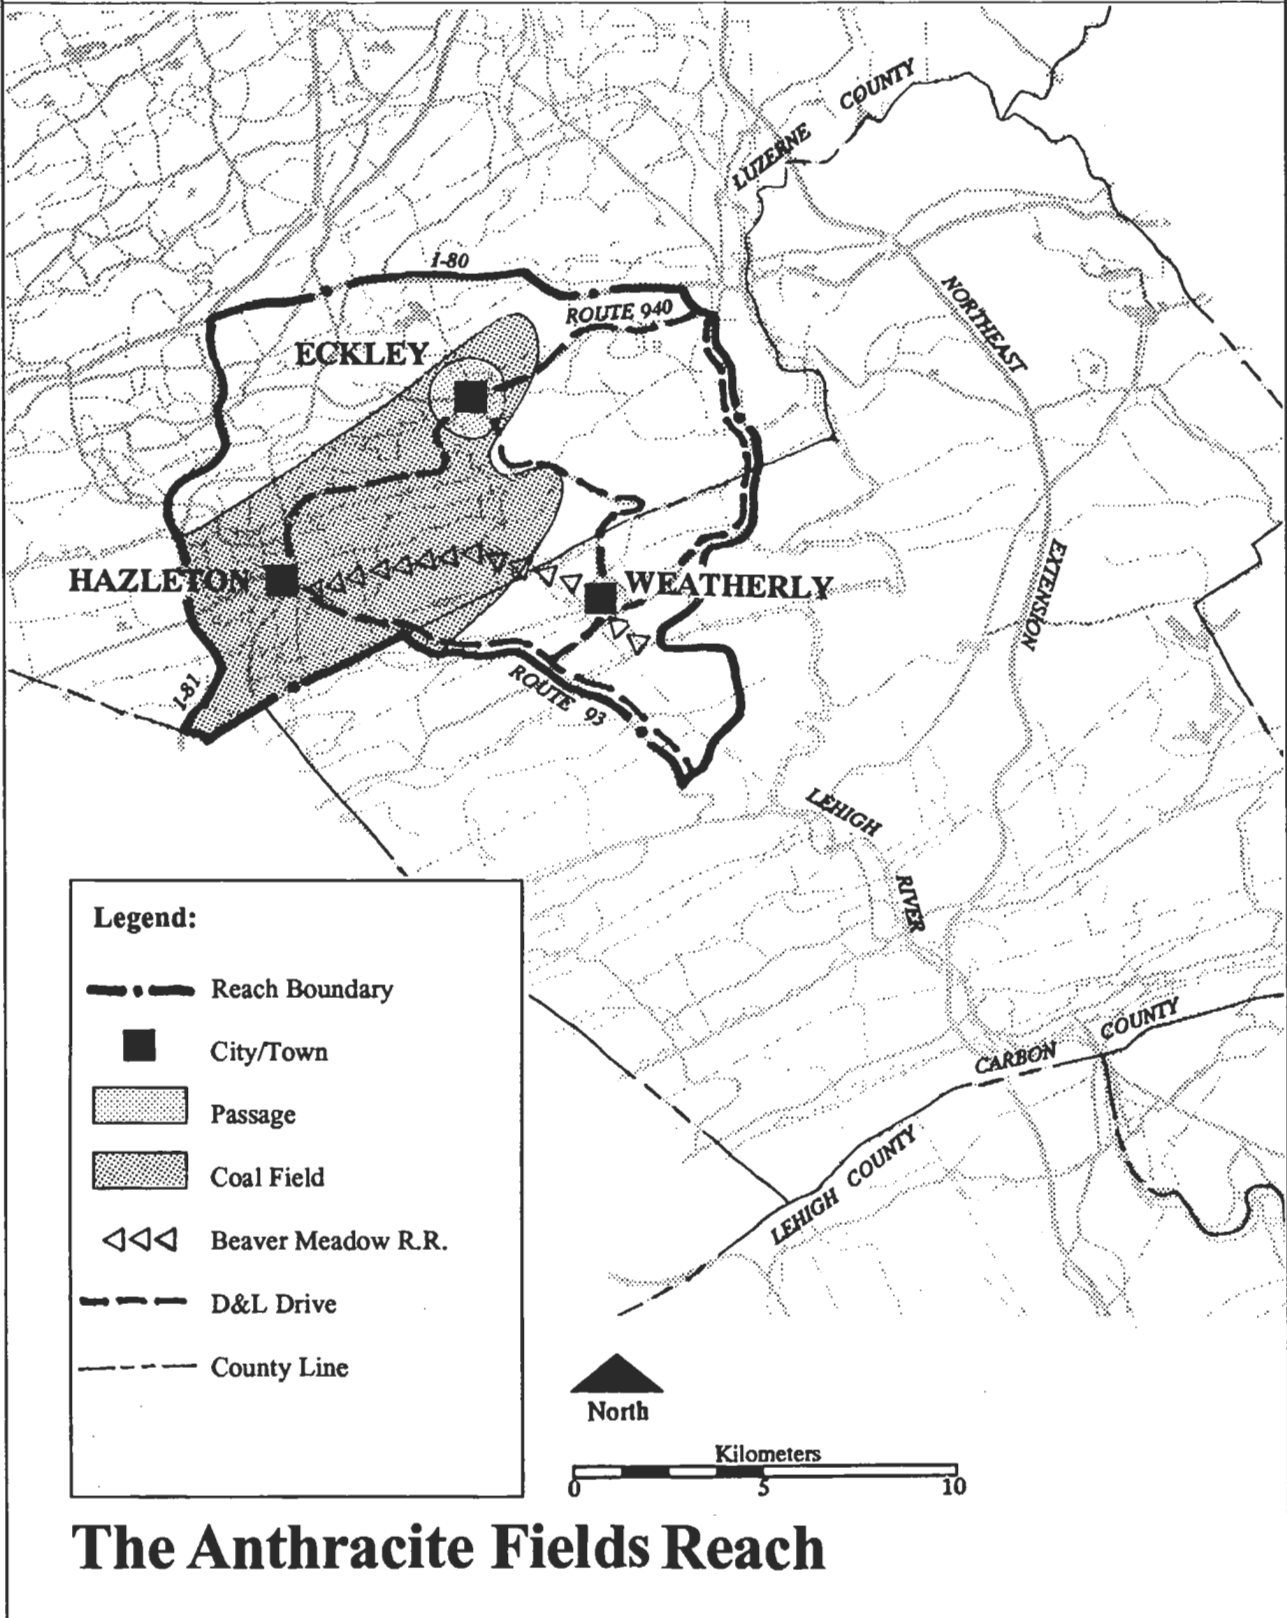 LUZERNE COUNTY
I-80
ROUTE 940
NORTHEAST
ECKLEY
HAZLETON
WEATHERLY
EXTENSION
I-81
ROUTE 93
LEHIGH
RIVER
Legend:
Reach Boundary
City/Town
Passage
Coal Field
Beaver Meadow R.R.
D&L Drive
County Line
CARBON COUNTY
LEHIGH COUNTY
North
Kilometers
0 5 10
The Anthracite Fields Reach